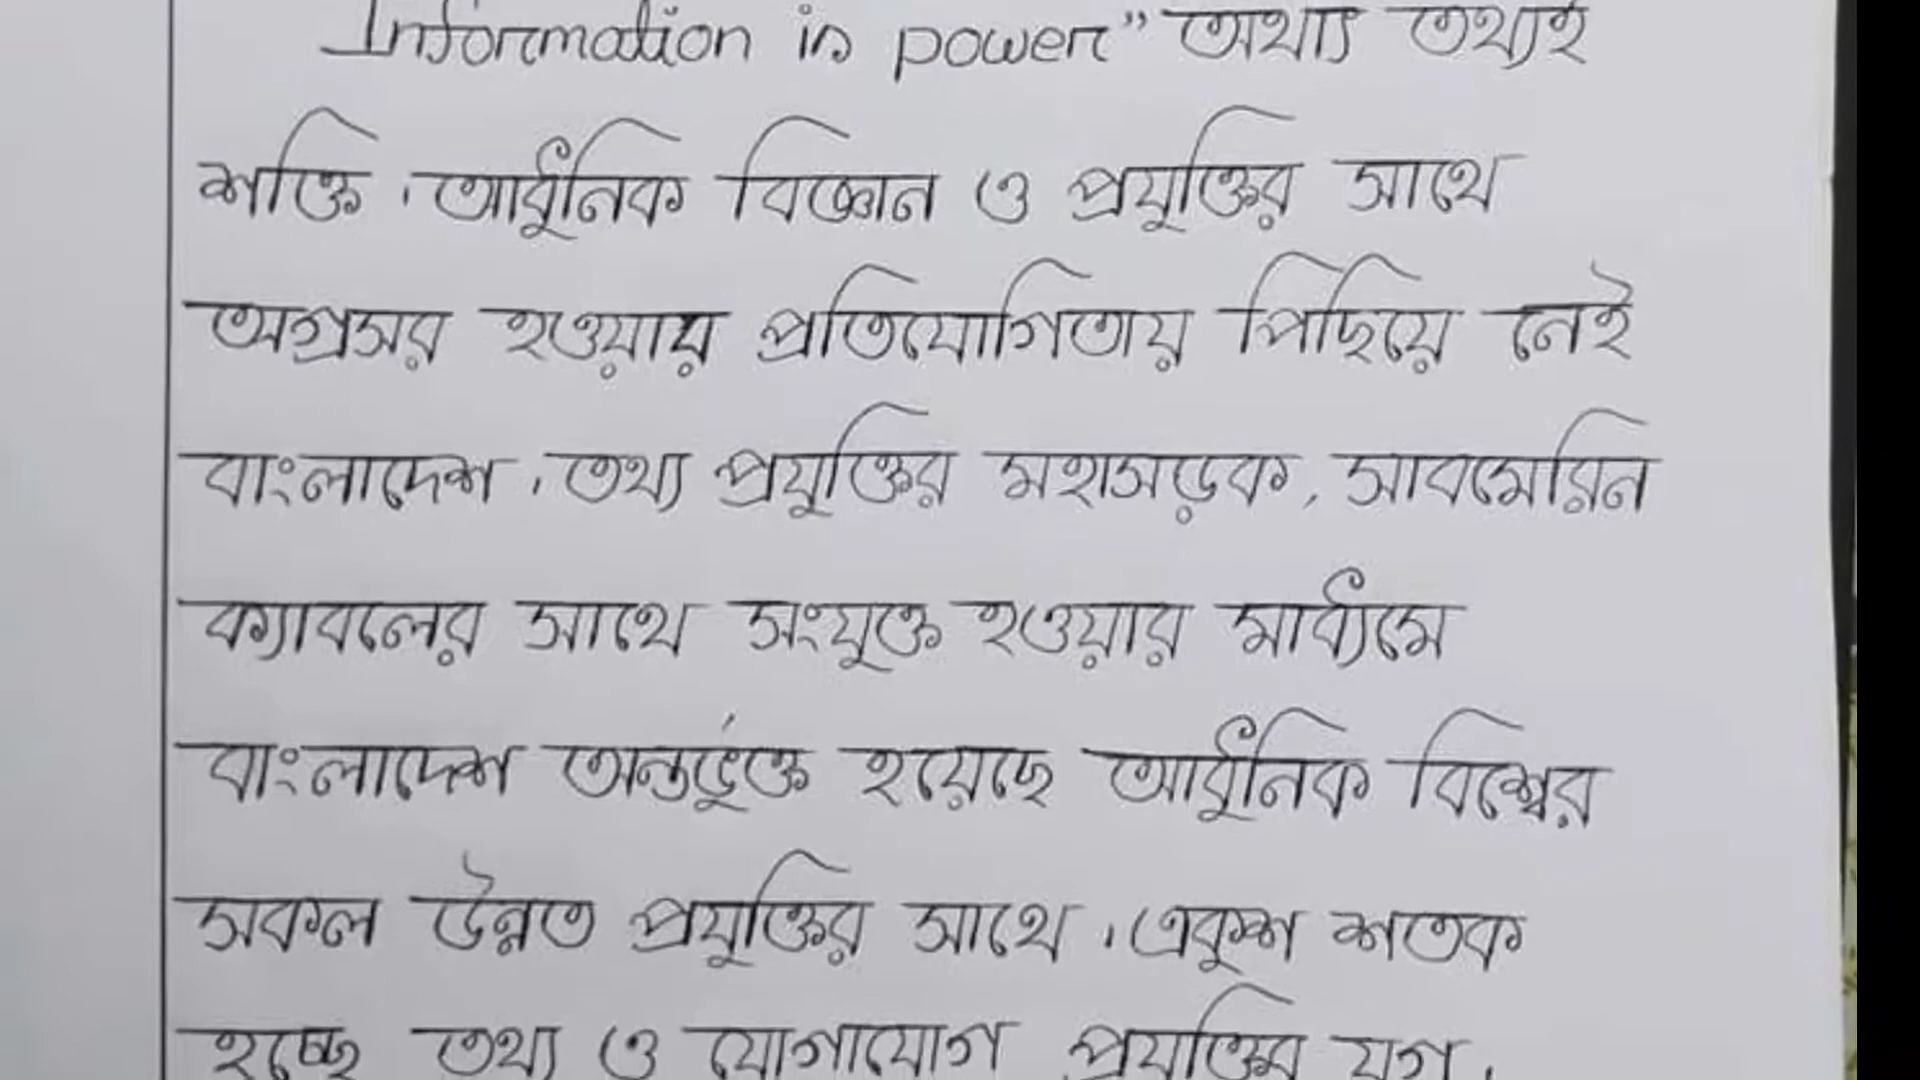 Information is power" অথ্যাৎ তথ্যই
শক্তি। আধুনিক বিজ্ঞান ও প্রযুক্তির সাথে
অগ্রসর হওয়ায় প্রতিযোগিতায় পিছিয়ে নেই
বাংলাদেশ। তথ্য প্রযুক্তির মহাসড়ক, সাবমেরিন
ক্যাবলের সাথে সংযুক্ত হওয়ার মাধ্যমে
বাংলাদেশ অন্তর্ভুক্ত হয়েছে আধুনিক বিশ্বের
সকল উন্নত প্রযুক্তির সাথে। একুশ শতক
হচ্ছে তথ্য ও যোগাযোগ প্রযুক্তির যুগ।